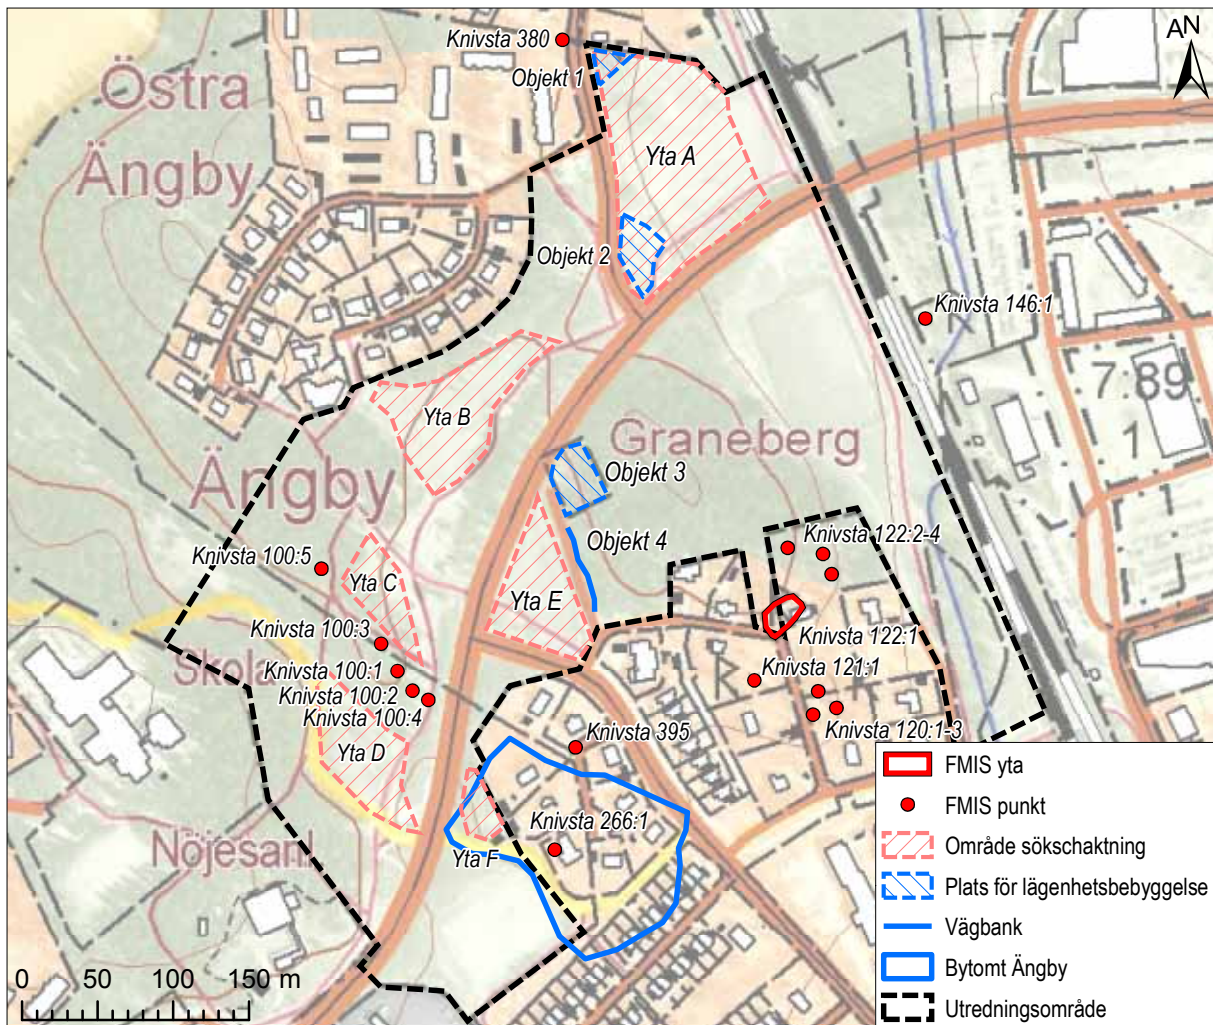 Knivsta 380
AN
Objekt 1
Östra
Ängby
Yta A
Objekt 2
Knivsta 146:1
7:89
1
Yta B
Graneberg
Ängby
Objekt 3
Objekt 4
Knivsta 122:2-4
Knivsta 100:5
Yta C
Yta E
Knivsta 100:3
Knivsta 122:1
Skola
Knivsta 100:1
Knivsta 121:1
Knivsta 100:2
Knivsta 100:4
Knivsta 120:1-3
Yta D
Knivsta 395
Knivsta 266:1
Nöjesanl
Yta F
0 50 100 150 m
FMIS yta
FMIS punkt
Område sökschaktning
Plats för lägenhetsbebyggelse
Vägbank
Bytomt Ängby
Utredningsområde